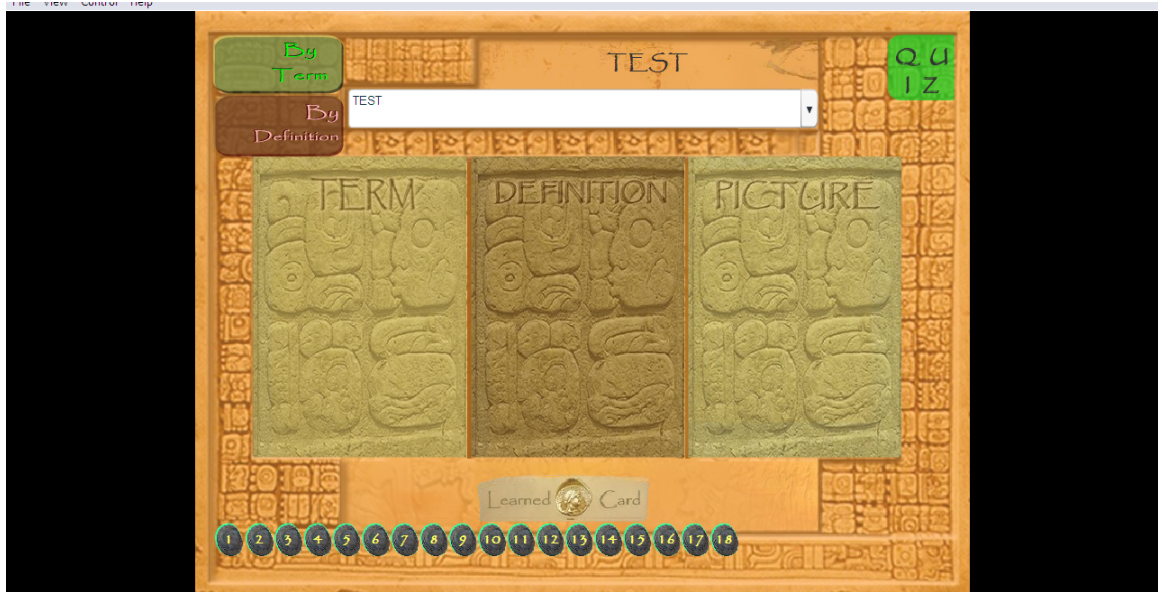 File View Control Help
By
Term
TEST
Q U
I Z
TEST
By
Definition
TERM DEFINITION PICTURE
Learned Card
1 2 3 4 5 6 7 8 9 10 11 12 13 14 15 16 17 18